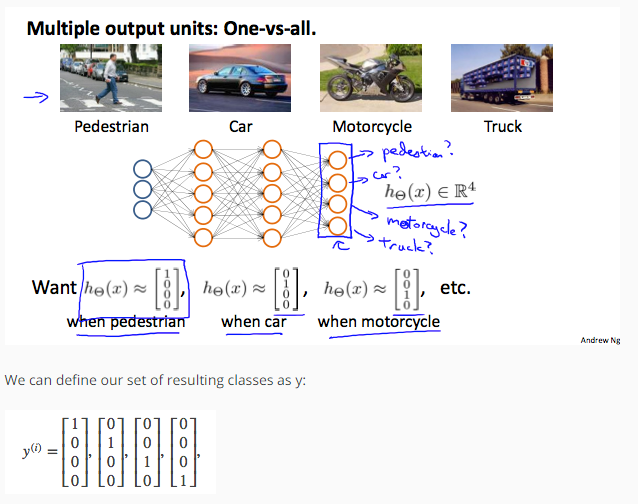 Multiple output units: One-vs-all.
Pedestrian Car Motorcycle Truck
pedestrian?
car?
hΘ(x) ∈ ℝ⁴
motorcycle?
truck?
Want hΘ(x) ≈ [1 0 0 0], hΘ(x) ≈ [0 1 0 0], hΘ(x) ≈ [0 0 1 0], etc.
when pedestrian when car when motorcycle
Andrew Ng
We can define our set of resulting classes as y:
y⁽ⁱ⁾ = [1 0 0 0], [0 1 0 0], [0 0 1 0], [0 0 0 1],